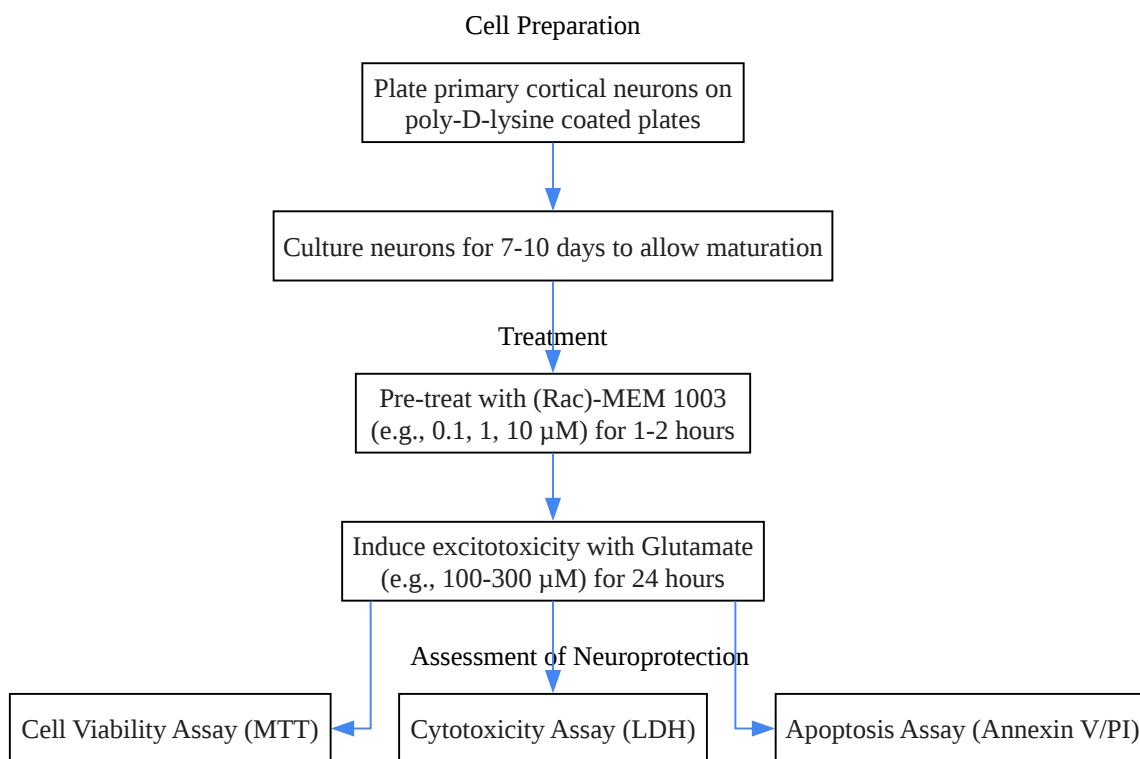 Cell Preparation
Plate primary cortical neurons on
poly-D-lysine coated plates
Culture neurons for 7-10 days to allow maturation
Treatment
Pre-treat with (Rac)-MEM 1003
(e.g., 0.1, 1, 10 µM) for 1-2 hours
Induce excitotoxicity with Glutamate
(e.g., 100-300 µM) for 24 hours
Assessment of Neuroprotection
Cell Viability Assay (MTT)
Cytotoxicity Assay (LDH)
Apoptosis Assay (Annexin V/PI)